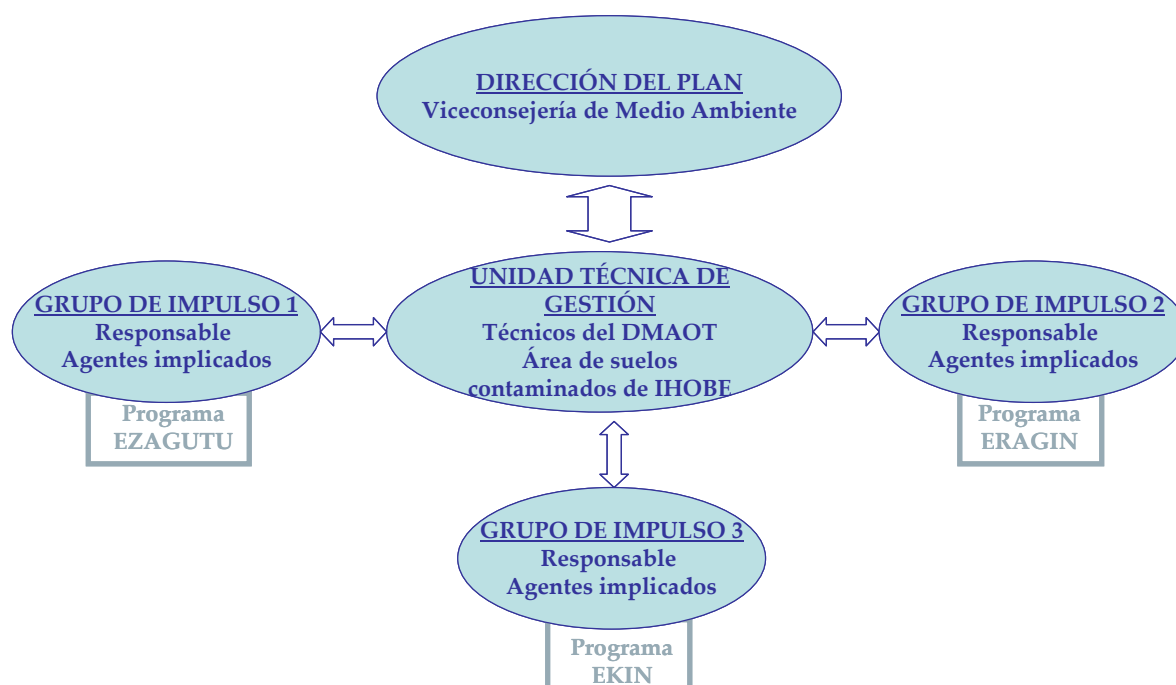 DIRECCIÓN DEL PLAN
Viceconsejería de Medio Ambiente
UNIDAD TÉCNICA DE
GESTIÓN
Técnicos del DMAOT
Área de suelos
contaminados de IHOBE
GRUPO DE IMPULSO 1
Responsable
Agentes implicados
Programa
EZAGUTU
GRUPO DE IMPULSO 2
Responsable
Agentes implicados
Programa
ERAGIN
GRUPO DE IMPULSO 3
Responsable
Agentes implicados
Programa
EKIN